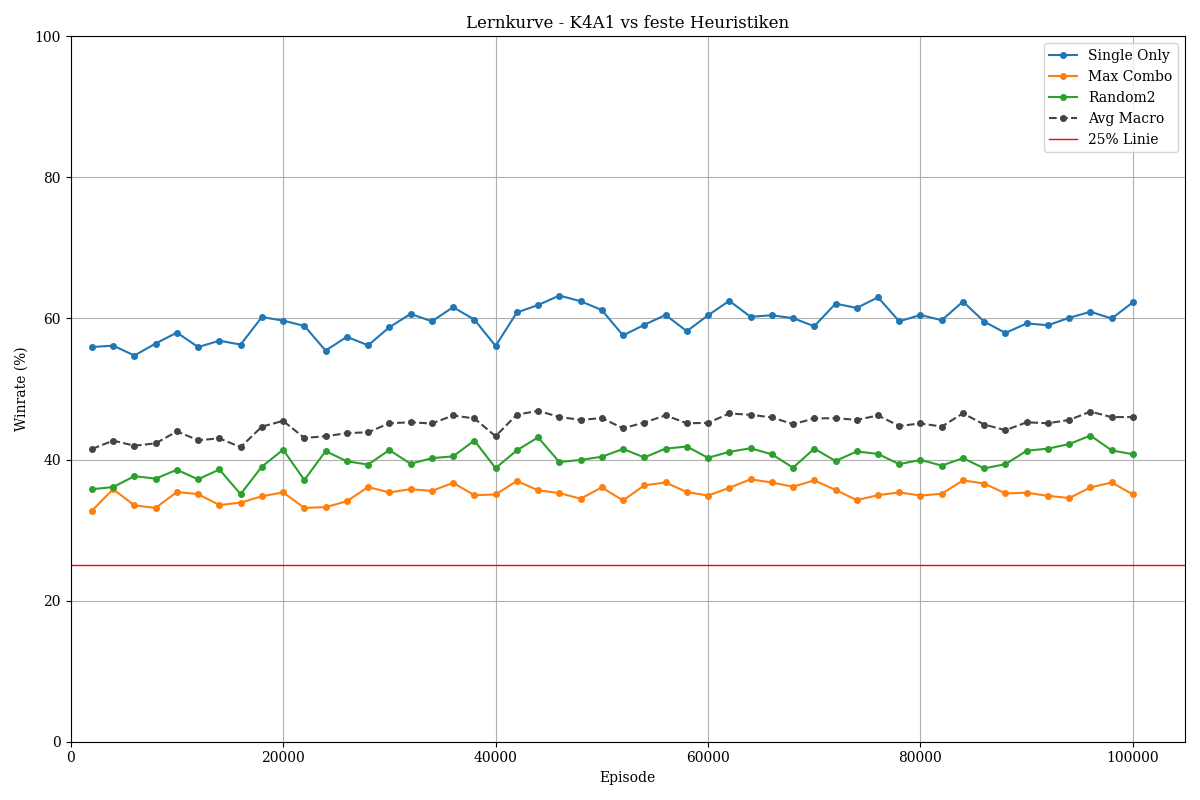 Lernkurve - K4A1 vs feste Heuristiken
100
80
60
40
20
0
Winrate (%)
Single Only
Max Combo
Random2
Avg Macro
25% Linie
0 20000 40000 60000 80000 100000
Episode